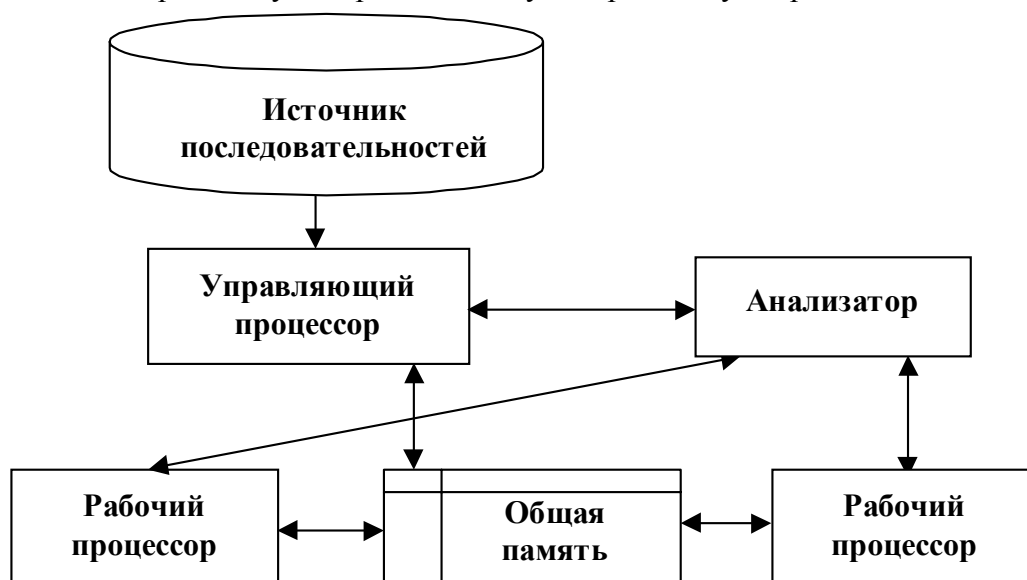 Источник
последовательностей
Управляющий
процессор
Анализатор
Рабочий
процессор
Общая
память
Рабочий
процессор